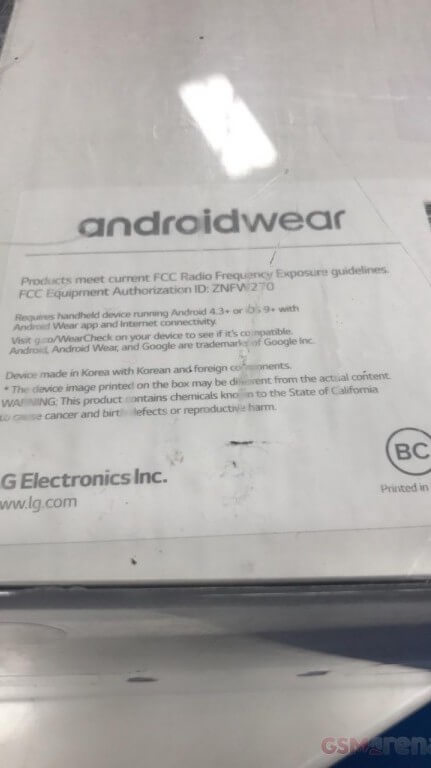 androidwear
Products meet current FCC Radio Frequency Exposure guidelines.
FCC Equipment Authorization ID: ZNFW270
Requires handheld device running Android 4.3+ or iOS 9+ with
Android Wear app and Internet connectivity.
Visit g.co/WearCheck on your device to see if it's compatible.
Android, Android Wear, and Google are trademarks of Google Inc.
Device made in Korea with Korean and foreign components.
* The device image printed on the box may be different from the actual content.
WARNING: This product contains chemicals known to the State of California
to cause cancer and birth defects or reproductive harm.
G Electronics Inc.
ww.lg.com
BC
Printed in
GSMarena